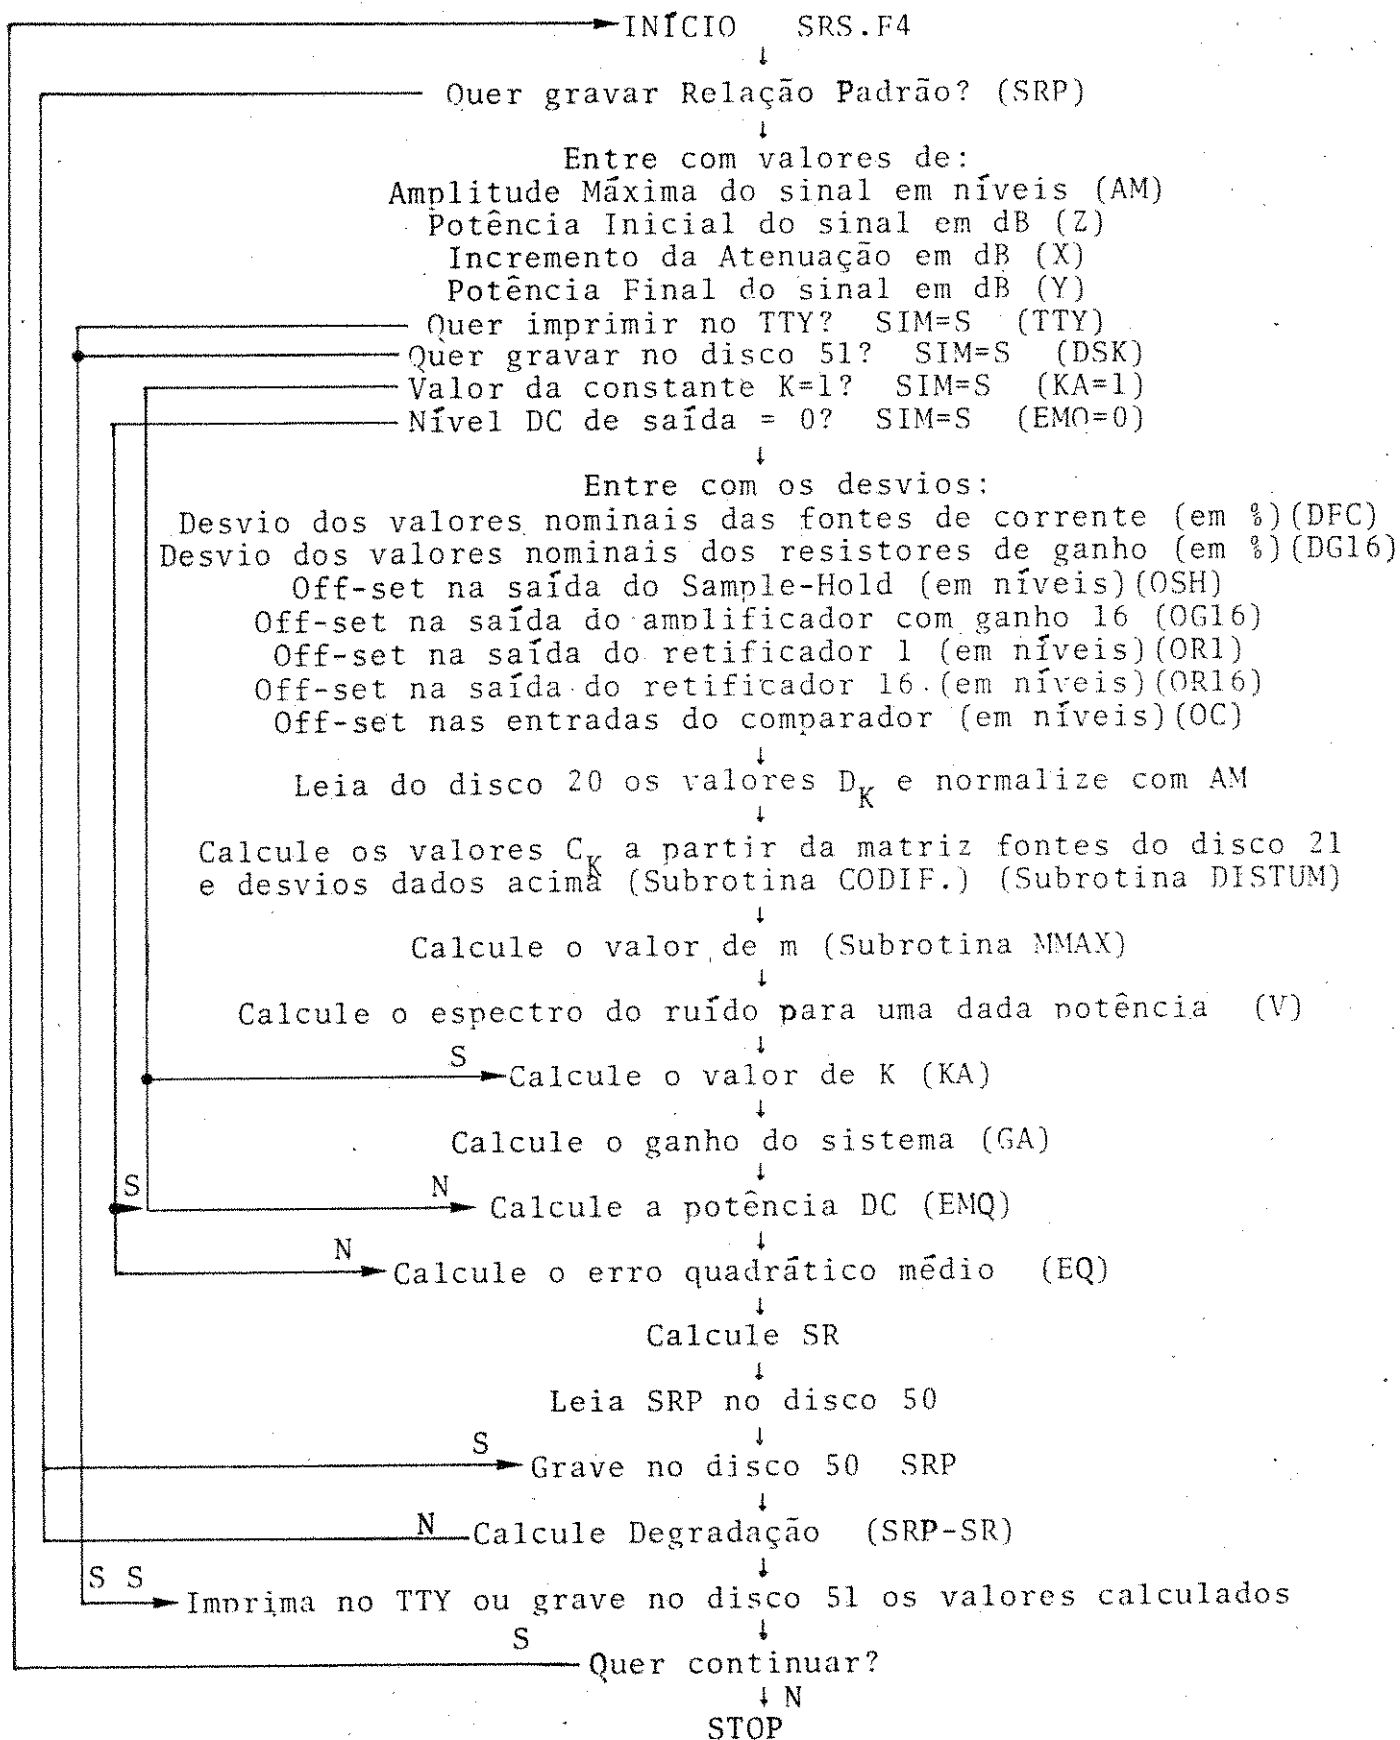 INÍCIO SRS.F4
Quer gravar Relação Padrão? (SRP)
Entre com valores de:
Amplitude Máxima do sinal em níveis (AM)
Potência Inicial do sinal em dB (Z)
Incremento da Atenuação em dB (X)
Potência Final do sinal em dB (Y)
Quer imprimir no TTY? SIM=S (TTY)
Quer gravar no disco 51? SIM=S (DSK)
Valor da constante K=1? SIM=S (KA=1)
Nível DC de saída = 0? SIM=S (EMQ=0)
Entre com os desvios:
Desvio dos valores nominais das fontes de corrente (em %)(DFC)
Desvio dos valores nominais dos resistores de ganho (em %)(DG16)
Off-set na saída do Sample-Hold (em níveis)(OSH)
Off-set na saída do amplificador com ganho 16 (OG16)
Off-set na saída do retificador 1 (em níveis)(OR1)
Off-set na saída do retificador 16 (em níveis)(OR16)
Off-set nas entradas do comparador (em níveis)(OC)
Leia do disco 20 os valores D_K e normalize com AM
Calcule os valores C_K a partir da matriz fontes do disco 21
e desvios dados acima (Subrotina CODIF.) (Subrotina DISTUM)
Calcule o valor de m (Subrotina MMAX)
Calcule o espectro do ruído para uma dada potência (V)
S Calcule o valor de K (KA)
Calcule o ganho do sistema (GA)
S N Calcule a potência DC (EMQ)
N Calcule o erro quadrático médio (EQ)
Calcule SR
Leia SRP no disco 50
S Grave no disco 50 SRP
N Calcule Degradação (SRP-SR)
S S Imprima no TTY ou grave no disco 51 os valores calculados
S Quer continuar?
N
STOP